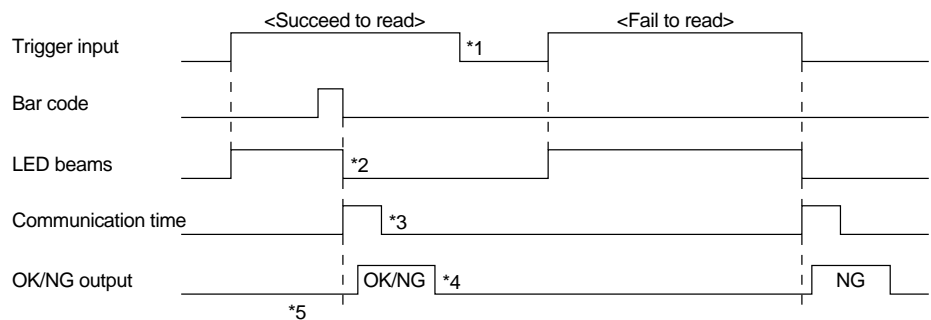 <Succeed to read> <Fail to read>
Trigger input *1
Bar code
LED beams *2
Communication time *3
OK/NG output OK/NG *4 NG
*5